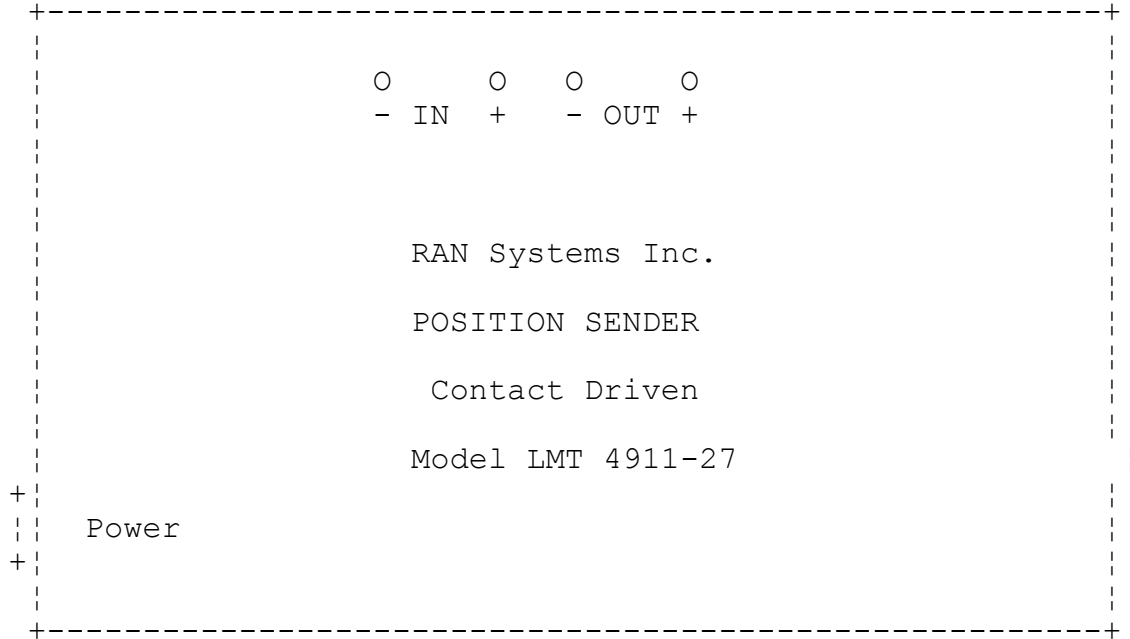 O O O O
- IN + - OUT +
RAN Systems Inc.
POSITION SENDER
Contact Driven
Model LMT 4911-27
Power